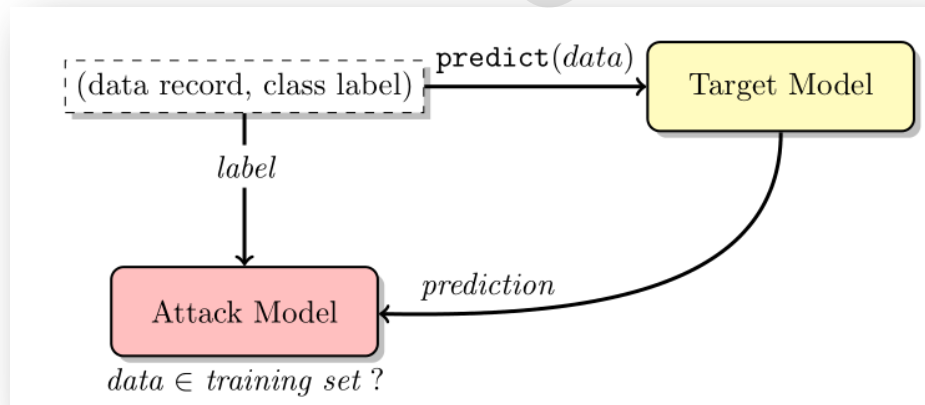 predict(data)
(data record, class label)
Target Model
label
prediction
Attack Model
data ∈ training set ?